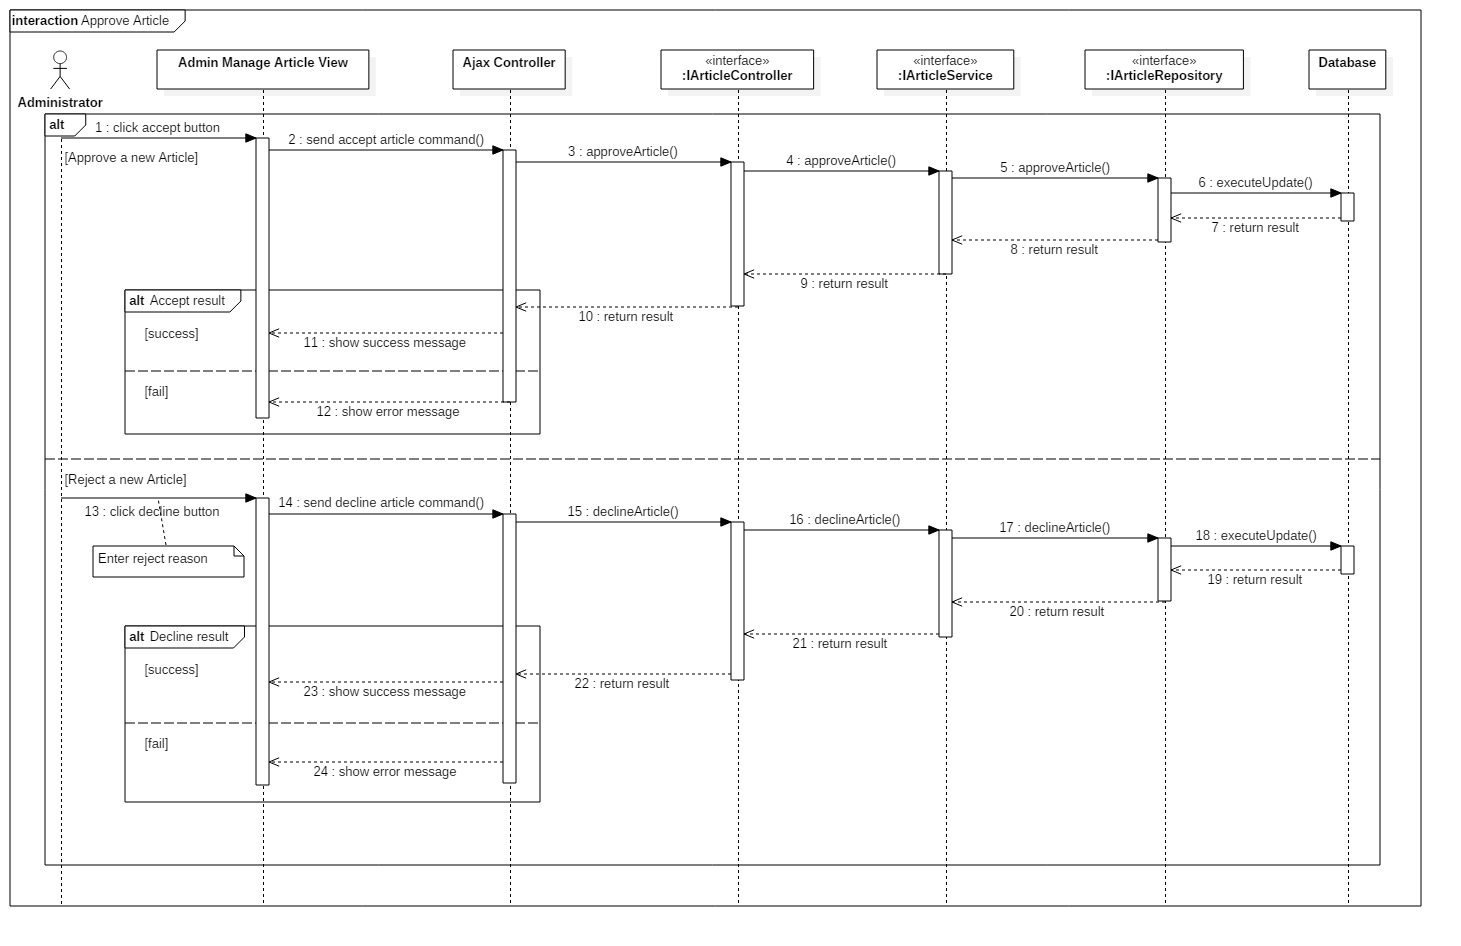 interaction Approve Article
Administrator
Admin Manage Article View
Ajax Controller
«interface»
:IArticleController
«interface»
:IArticleService
«interface»
:IArticleRepository
Database
alt
1 : click accept button
[Approve a new Article]
2 : send accept article command()
3 : approveArticle()
4 : approveArticle()
5 : approveArticle()
6 : executeUpdate()
7 : return result
8 : return result
9 : return result
10 : return result
alt Accept result
[success]
11 : show success message
[fail]
12 : show error message
[Reject a new Article]
13 : click decline button
Enter reject reason
14 : send decline article command()
15 : declineArticle()
16 : declineArticle()
17 : declineArticle()
18 : executeUpdate()
19 : return result
20 : return result
21 : return result
22 : return result
alt Decline result
[success]
23 : show success message
[fail]
24 : show error message